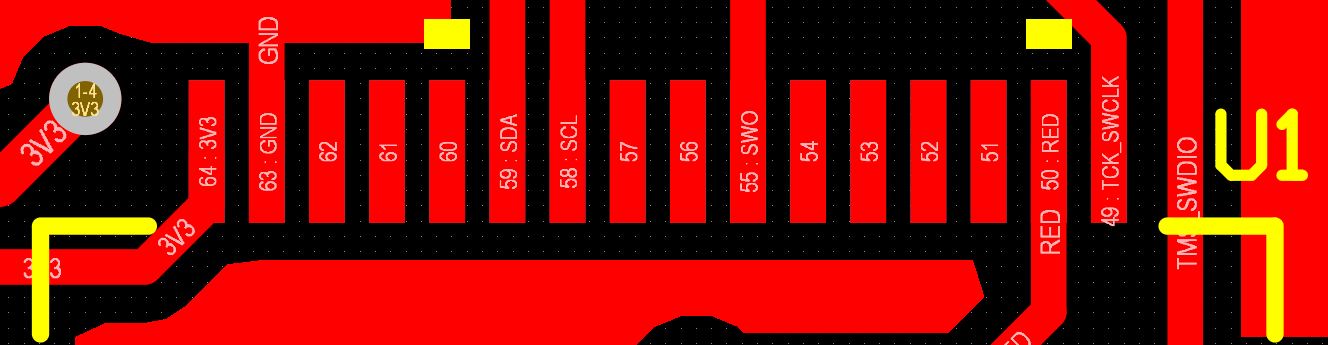 GND
1-4
3V3
3V3
64 : 3V3
63 : GND
62
61
60
59 : SDA
58 : SCL
57
56
55 : SWO
54
53
52
51
50 : RED
49 : TCK_SWCLK
TMS_SWDIO
U1
3V3
RED
3V3